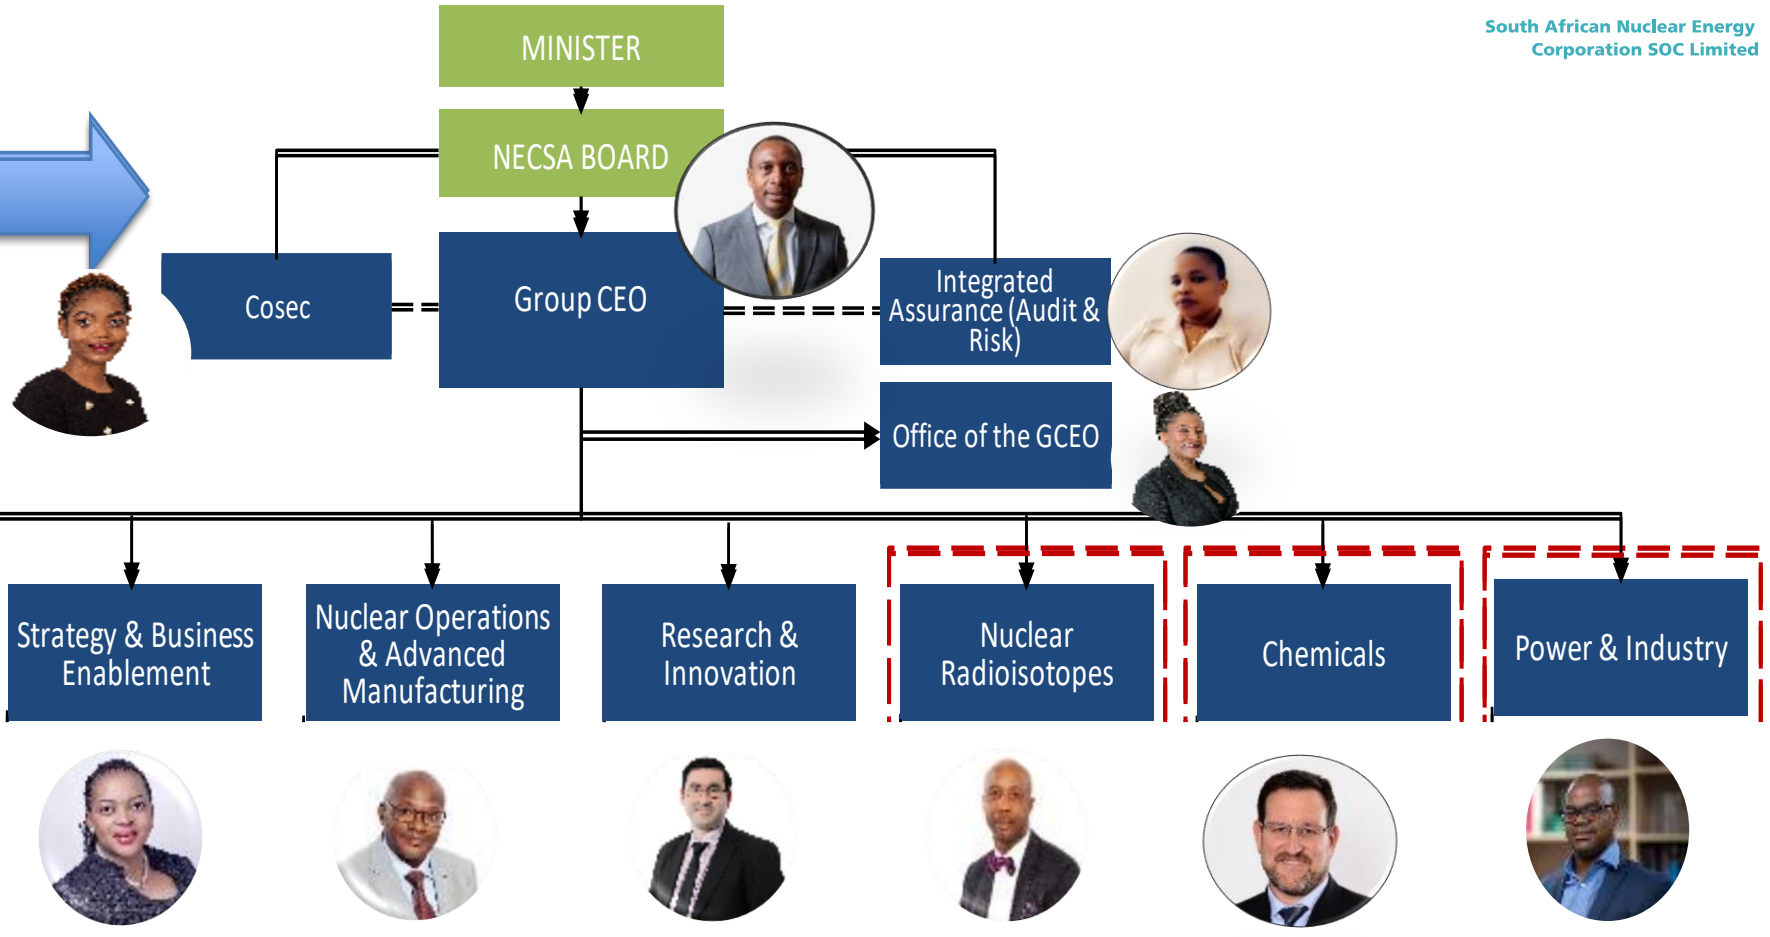 South African Nuclear Energy
Corporation SOC Limited
MINISTER
NECSA BOARD
Cosec
Group CEO
Integrated
Assurance (Audit &
Risk)
Office of the GCEO
Strategy & Business
Enablement
Nuclear Operations
& Advanced
Manufacturing
Research &
Innovation
Nuclear
Radioisotopes
Chemicals
Power & Industry